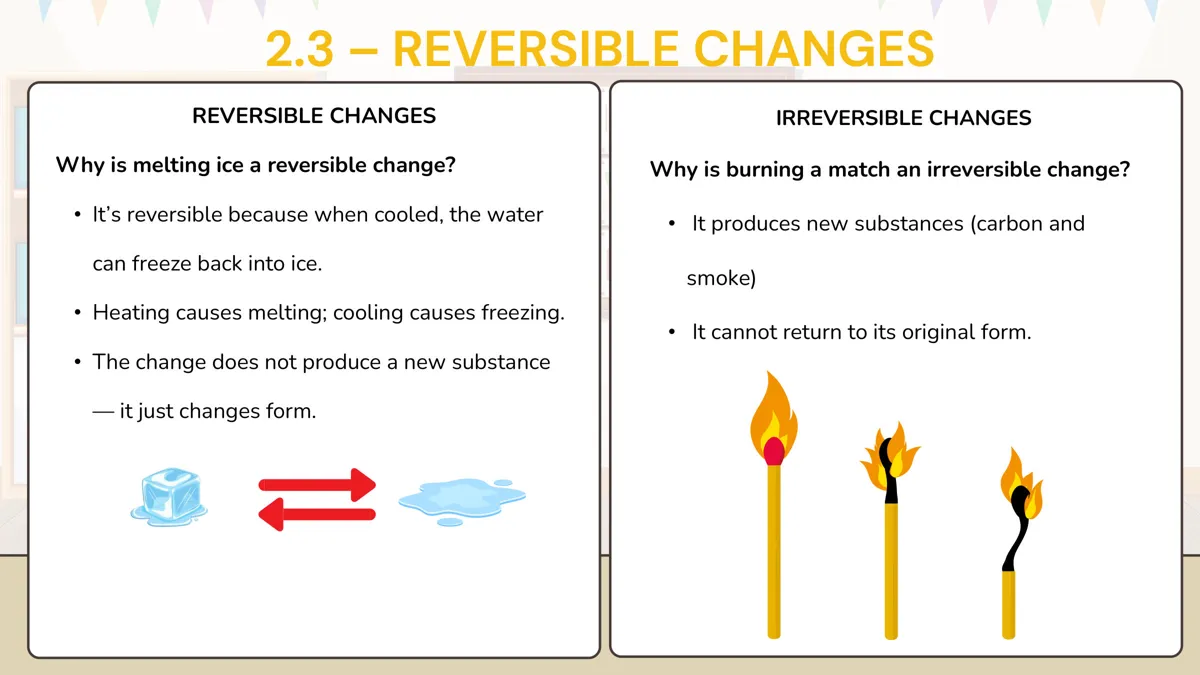 2.3 – REVERSIBLE CHANGES
REVERSIBLE CHANGES
Why is melting ice a reversible change?
• It’s reversible because when cooled, the water
can freeze back into ice.
• Heating causes melting; cooling causes freezing.
• The change does not produce a new substance
— it just changes form.
IRREVERSIBLE CHANGES
Why is burning a match an irreversible change?
• It produces new substances (carbon and
smoke)
• It cannot return to its original form.